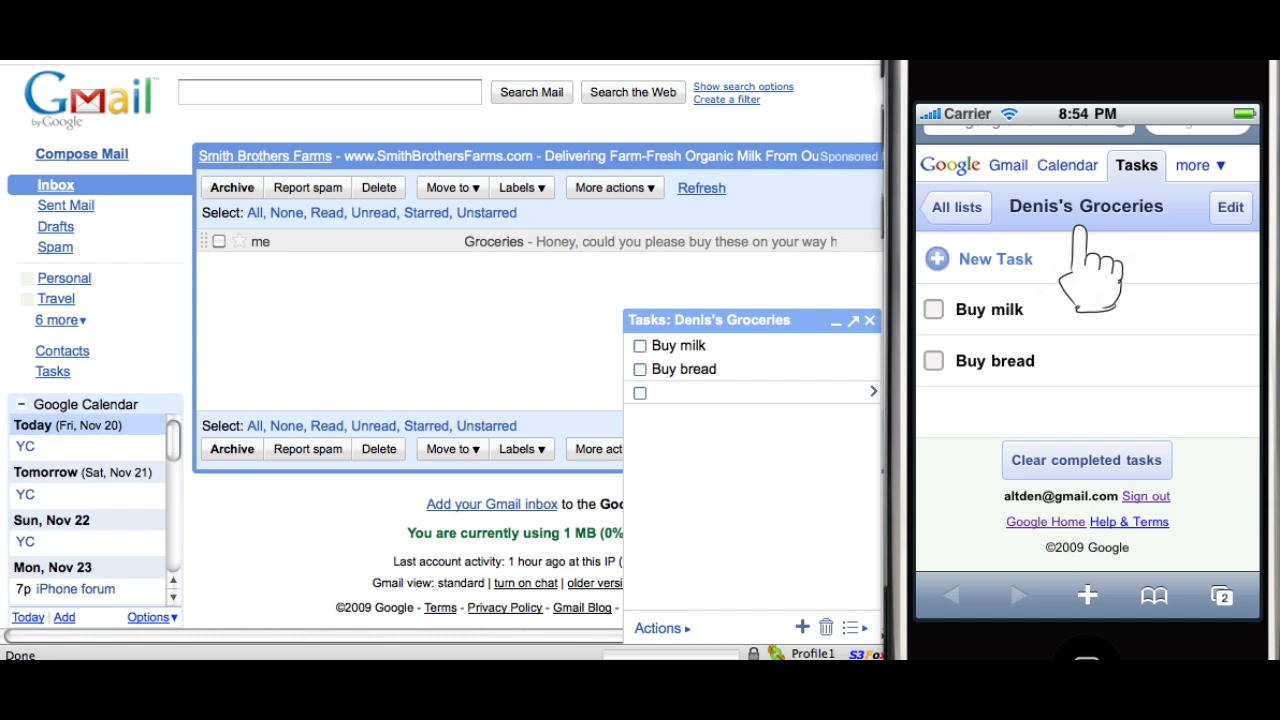 Gmail
by Google
Search Mail
Search the Web
Show search options
Create a filter
Compose Mail
Inbox
Sent Mail
Drafts
Spam
Personal
Travel
6 more▾
Contacts
Tasks
− Google Calendar
Today (Fri, Nov 20)
YC
Tomorrow (Sat, Nov 21)
YC
Sun, Nov 22
YC
Mon, Nov 23
7p iPhone forum
Today | Add Options▾
Smith Brothers Farms - www.SmithBrothersFarms.com - Delivering Farm-Fresh Organic Milk From Ou Sponsored
Archive Report spam Delete Move to ▾ Labels ▾ More actions ▾ Refresh
Select: All, None, Read, Unread, Starred, Unstarred
me Groceries - Honey, could you please buy these on your way h
Select: All, None, Read, Unread, Starred, Unstarred
Archive Report spam Delete Move to ▾ Labels ▾ More act
Add your Gmail inbox to the Goo
You are currently using 1 MB (0%
Last account activity: 1 hour ago at this IP (
Gmail view: standard | turn on chat | older versi
©2009 Google - Terms - Privacy Policy - Gmail Blog -
Tasks: Denis's Groceries
Buy milk
Buy bread
Actions ▸
Done
Profile1 S3Fox
Carrier 8:54 PM
Google Gmail Calendar Tasks more ▼
All lists Denis's Groceries Edit
New Task
Buy milk
Buy bread
Clear completed tasks
altden@gmail.com Sign out
Google Home Help & Terms
©2009 Google
2